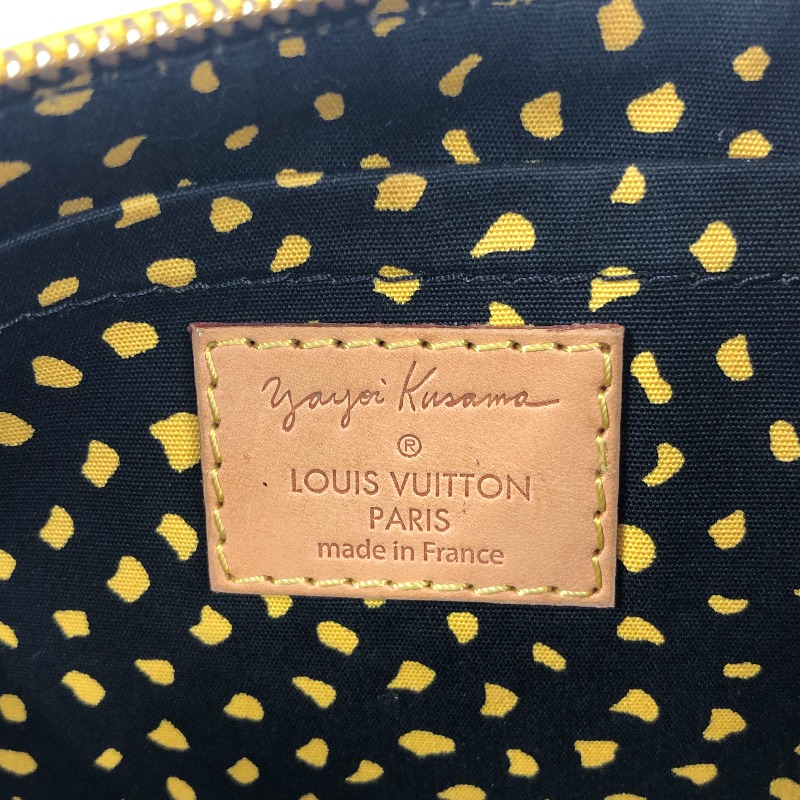 Yayoi Kusama
®
LOUIS VUITTON
PARIS
made in France